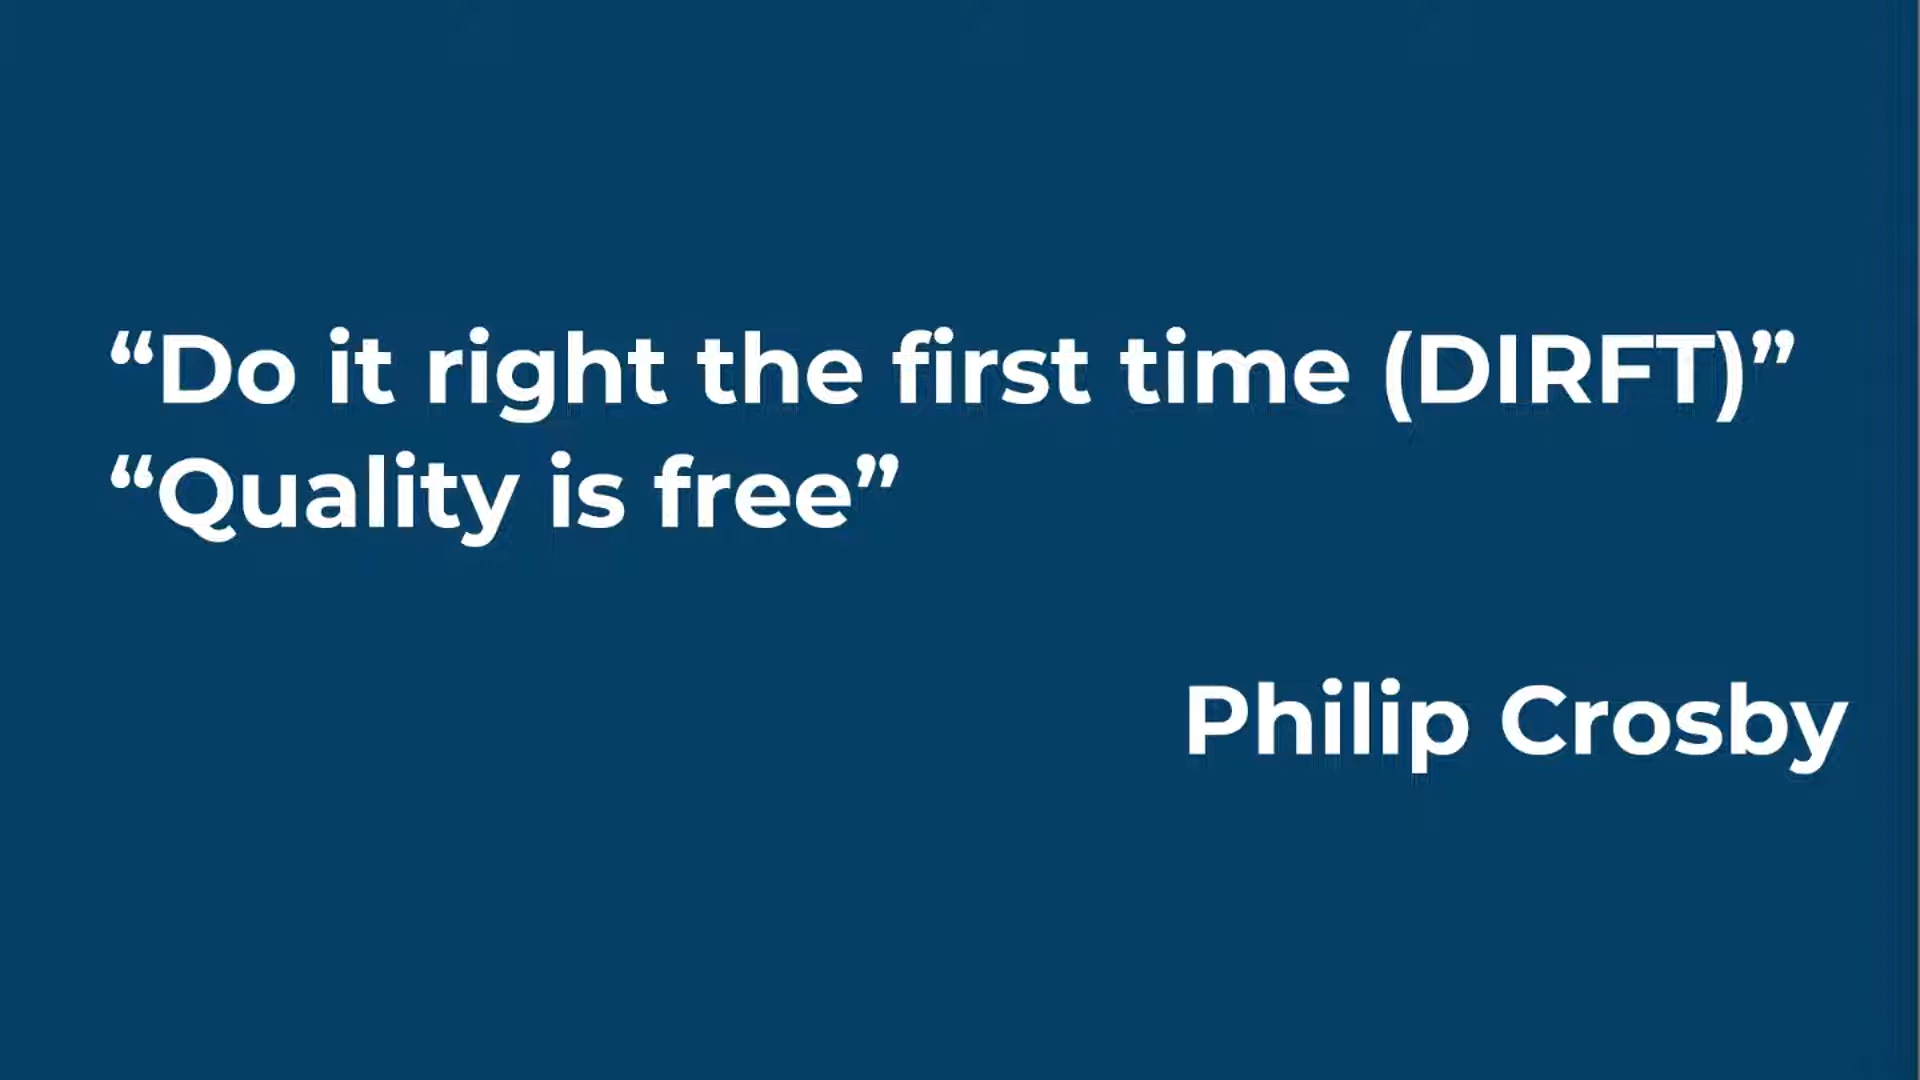 “Do it right the first time (DIRFT)”
“Quality is free”
Philip Crosby